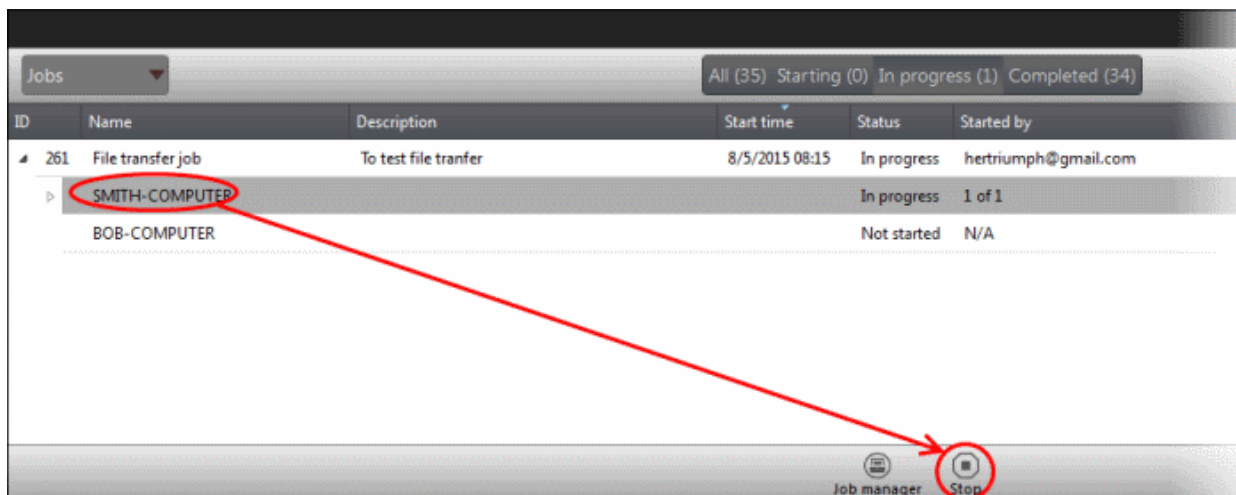 Jobs All (35) Starting (0) In progress (1) Completed (34)
ID Name Description Start time Status Started by
261 File transfer job To test file tranfer 8/5/2015 08:15 In progress hertriumph@gmail.com
SMITH-COMPUTER In progress 1 of 1
BOB-COMPUTER Not started N/A
Job manager Stop